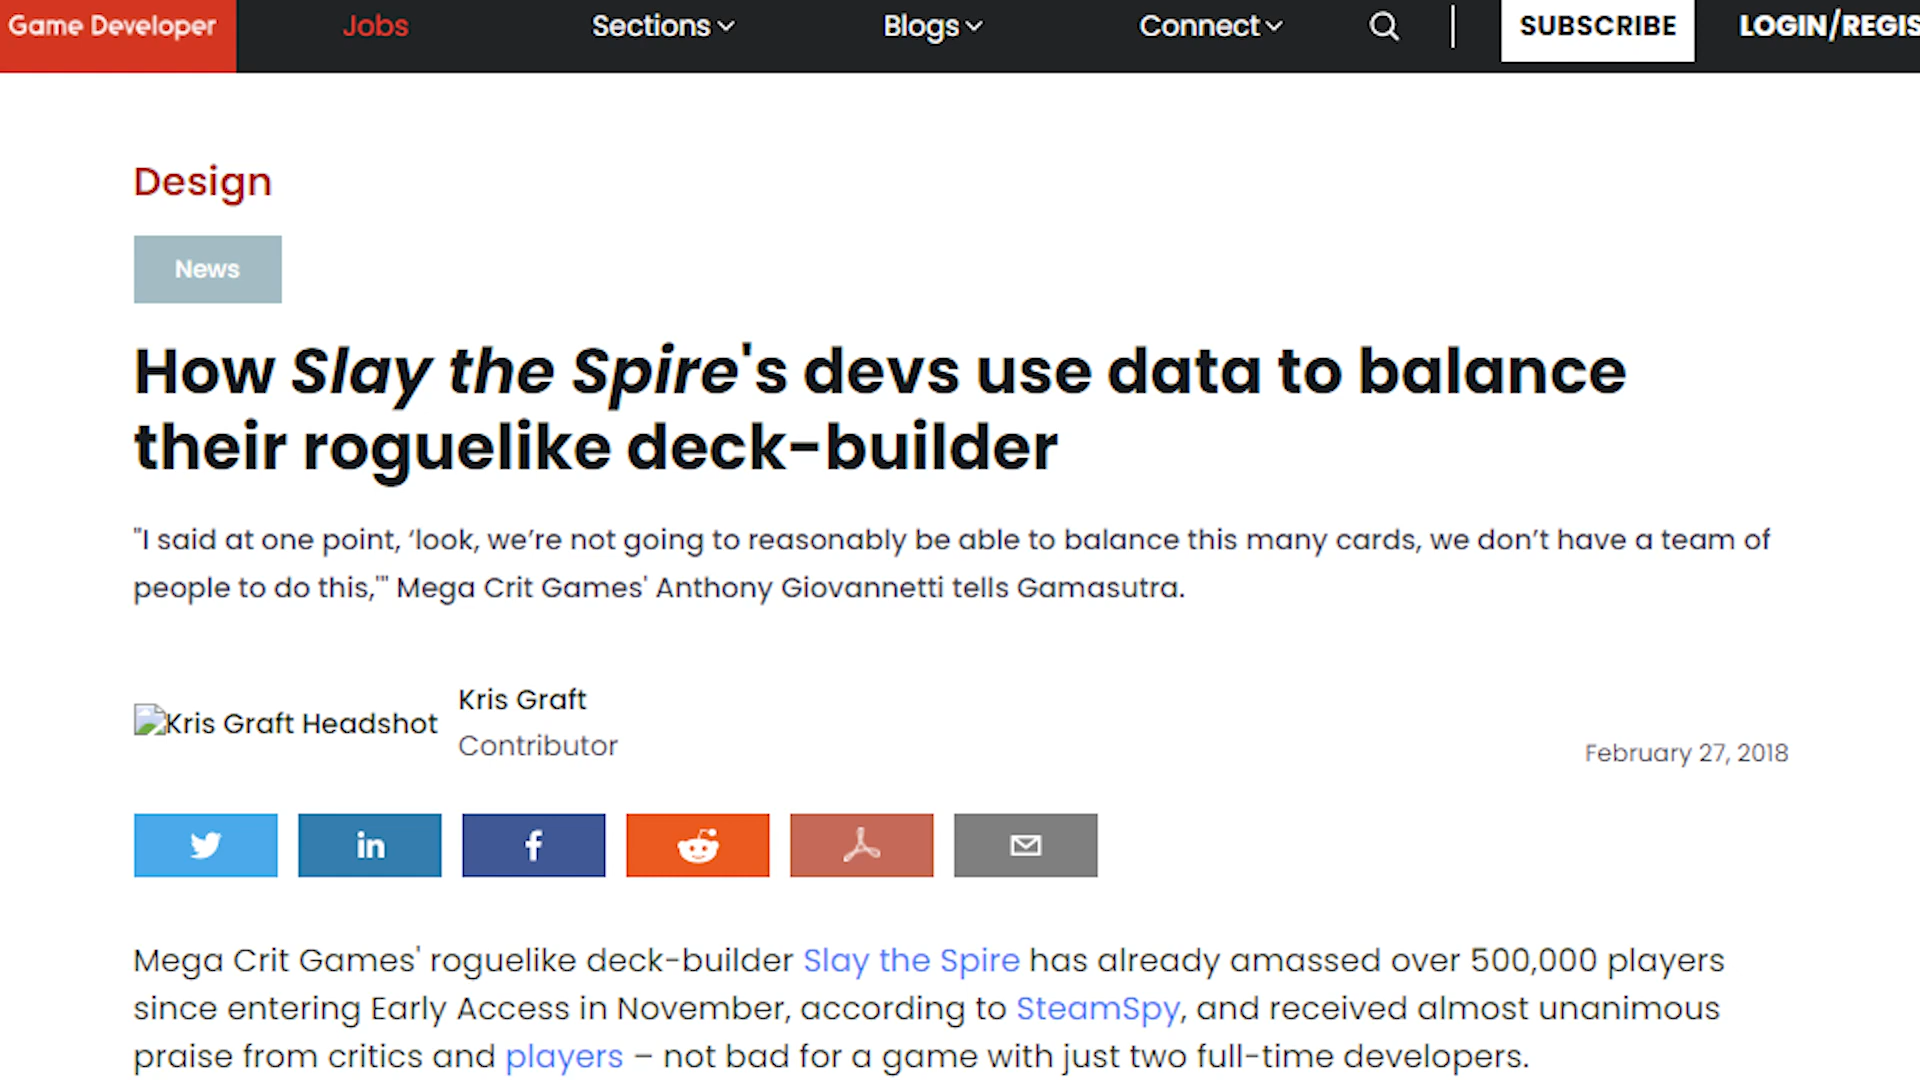 Game Developer
Jobs
Sections
Blogs
Connect
SUBSCRIBE
LOGIN/REGIS
Design
News
How Slay the Spire's devs use data to balance
their roguelike deck-builder
"I said at one point, ‘look, we’re not going to reasonably be able to balance this many cards, we don’t have a team of
people to do this,'" Mega Crit Games' Anthony Giovannetti tells Gamasutra.
Kris Graft Headshot
Kris Graft
Contributor
February 27, 2018
in
f
Mega Crit Games' roguelike deck-builder Slay the Spire has already amassed over 500,000 players
since entering Early Access in November, according to SteamSpy, and received almost unanimous
praise from critics and players – not bad for a game with just two full-time developers.